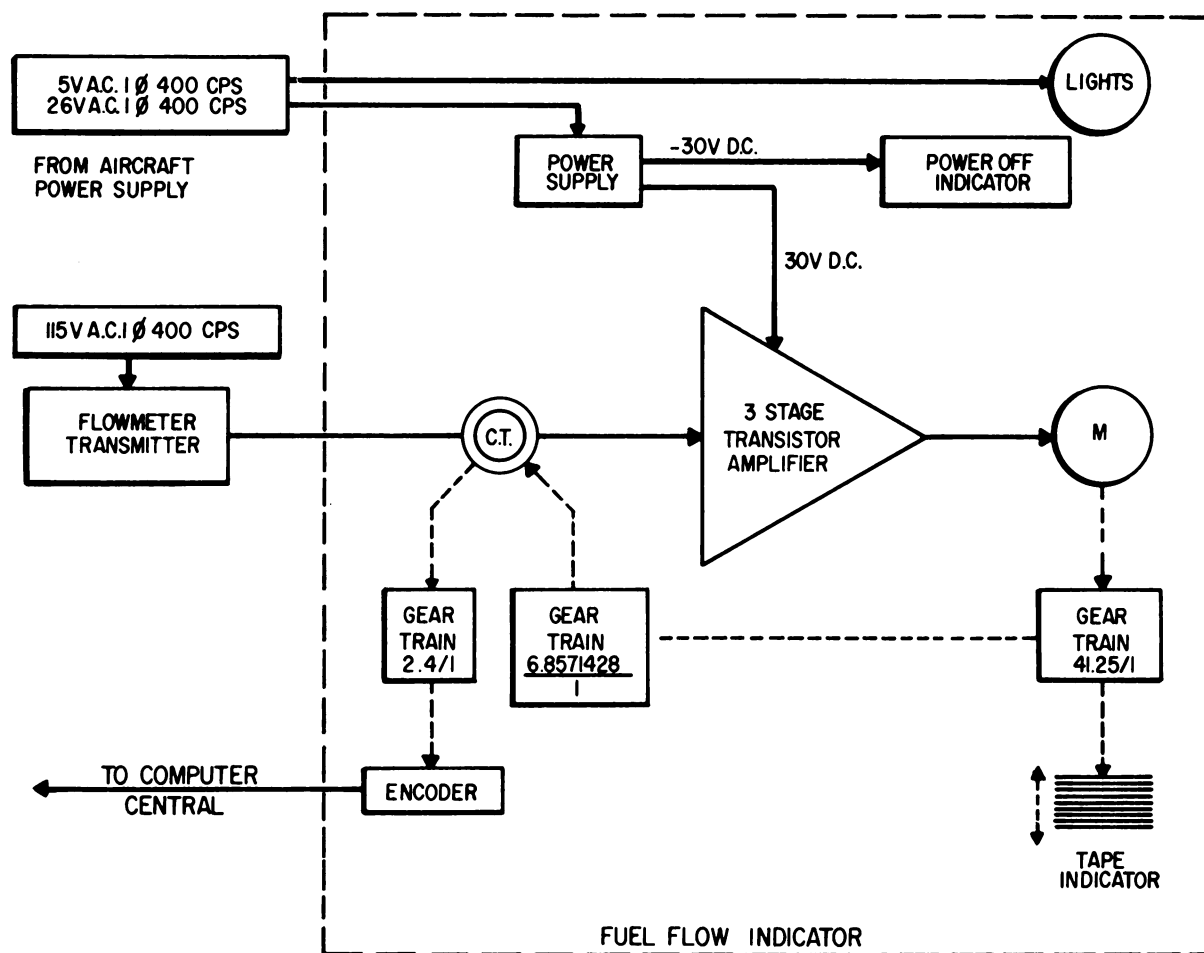 5V A.C. 1 Ø 400 CPS
26V A.C. 1 Ø 400 CPS
FROM AIRCRAFT
POWER SUPPLY
LIGHTS
POWER
SUPPLY
-30V D.C.
POWER OFF
INDICATOR
30V D.C.
115V A.C. 1 Ø 400 CPS
FLOWMETER
TRANSMITTER
C.T.
3 STAGE
TRANSISTOR
AMPLIFIER
M
GEAR
TRAIN
2.4/1
GEAR
TRAIN
6.8571428
1
GEAR
TRAIN
41.25/1
TO COMPUTER
CENTRAL
ENCODER
TAPE
INDICATOR
FUEL FLOW INDICATOR